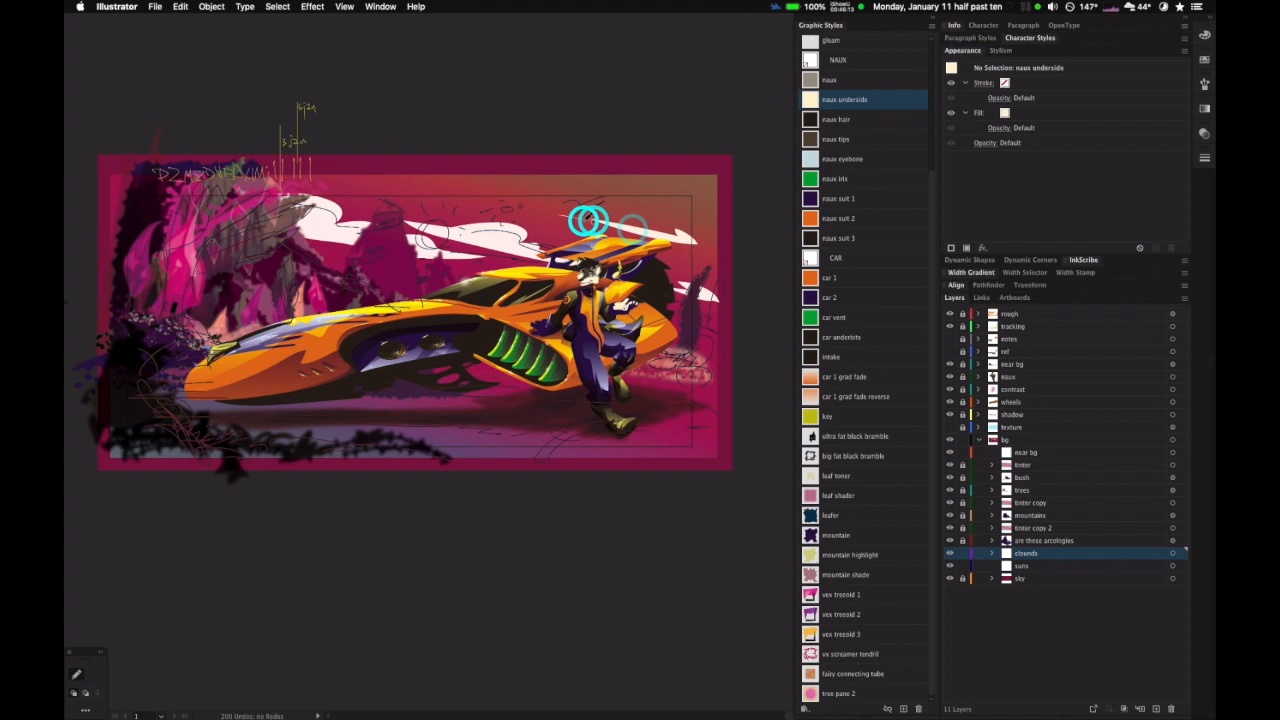 Illustrator File Edit Object Type Select Effect View Window Help
100% iShowU 00:46:13 Monday, January 11 half past ten 147° 44°
Graphic Styles
gleam
NAUX
naux
naux underside
naux hair
naux tips
naux eyebone
naux iris
naux suit 1
naux suit 2
naux suit 3
CAR
car 1
car 2
car vent
car underbits
intake
car 1 grad fade
car 1 grad fade reverse
key
ultra fat black bramble
big fat black bramble
leaf toner
leaf shader
leafer
mountain
mountain highlight
mountain shade
vex treeoid 1
vex treeoid 2
vex treeoid 3
vx screamer tendril
fairy connecting tube
tree pane 2
Info Character Paragraph OpenType
Paragraph Styles Character Styles
Appearance Stylism
No Selection: naux underside
Stroke:
Opacity: Default
Fill:
Opacity: Default
Opacity: Default
fx
Dynamic Shapes Dynamic Corners InkScribe
Width Gradient Width Selector Width Stamp
Align Pathfinder Transform
Layers Links Artboards
rough
tracking
notes
ref
near bg
naux
contrast
wheels
shadow
texture
bg
near bg
tinter
bush
trees
tinter copy
mountains
tinter copy 2
are those arcologies
clounds
suns
sky
11 Layers
1 200 Undos; no Redos